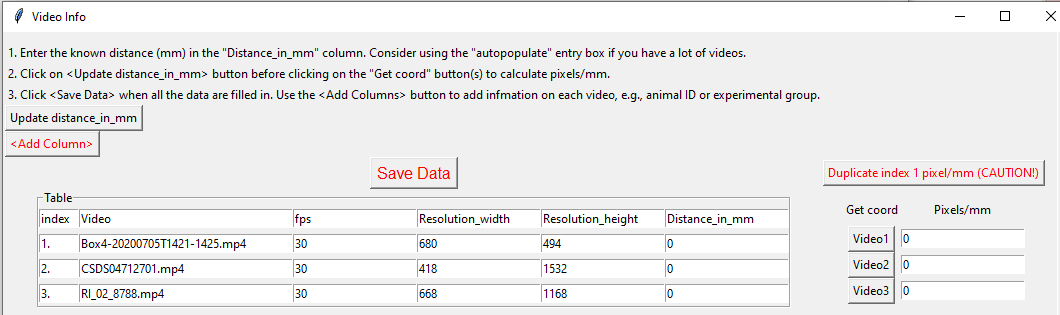 Video Info
1. Enter the known distance (mm) in the "Distance_in_mm" column. Consider using the "autopopulate" entry box if you have a lot of videos.
2. Click on <Update distance_in_mm> button before clicking on the "Get coord" button(s) to calculate pixels/mm.
3. Click <Save Data> when all the data are filled in. Use the <Add Columns> button to add infmation on each video, e.g., animal ID or experimental group.
Update distance_in_mm
<Add Column>
Save Data
Duplicate index 1 pixel/mm (CAUTION!)
Table
index Video fps Resolution_width Resolution_height Distance_in_mm
1. Box4-20200705T1421-1425.mp4 30 680 494 0
2. CSDS04712701.mp4 30 418 1532 0
3. RI_02_8788.mp4 30 668 1168 0
Get coord Pixels/mm
Video1 0
Video2 0
Video3 0